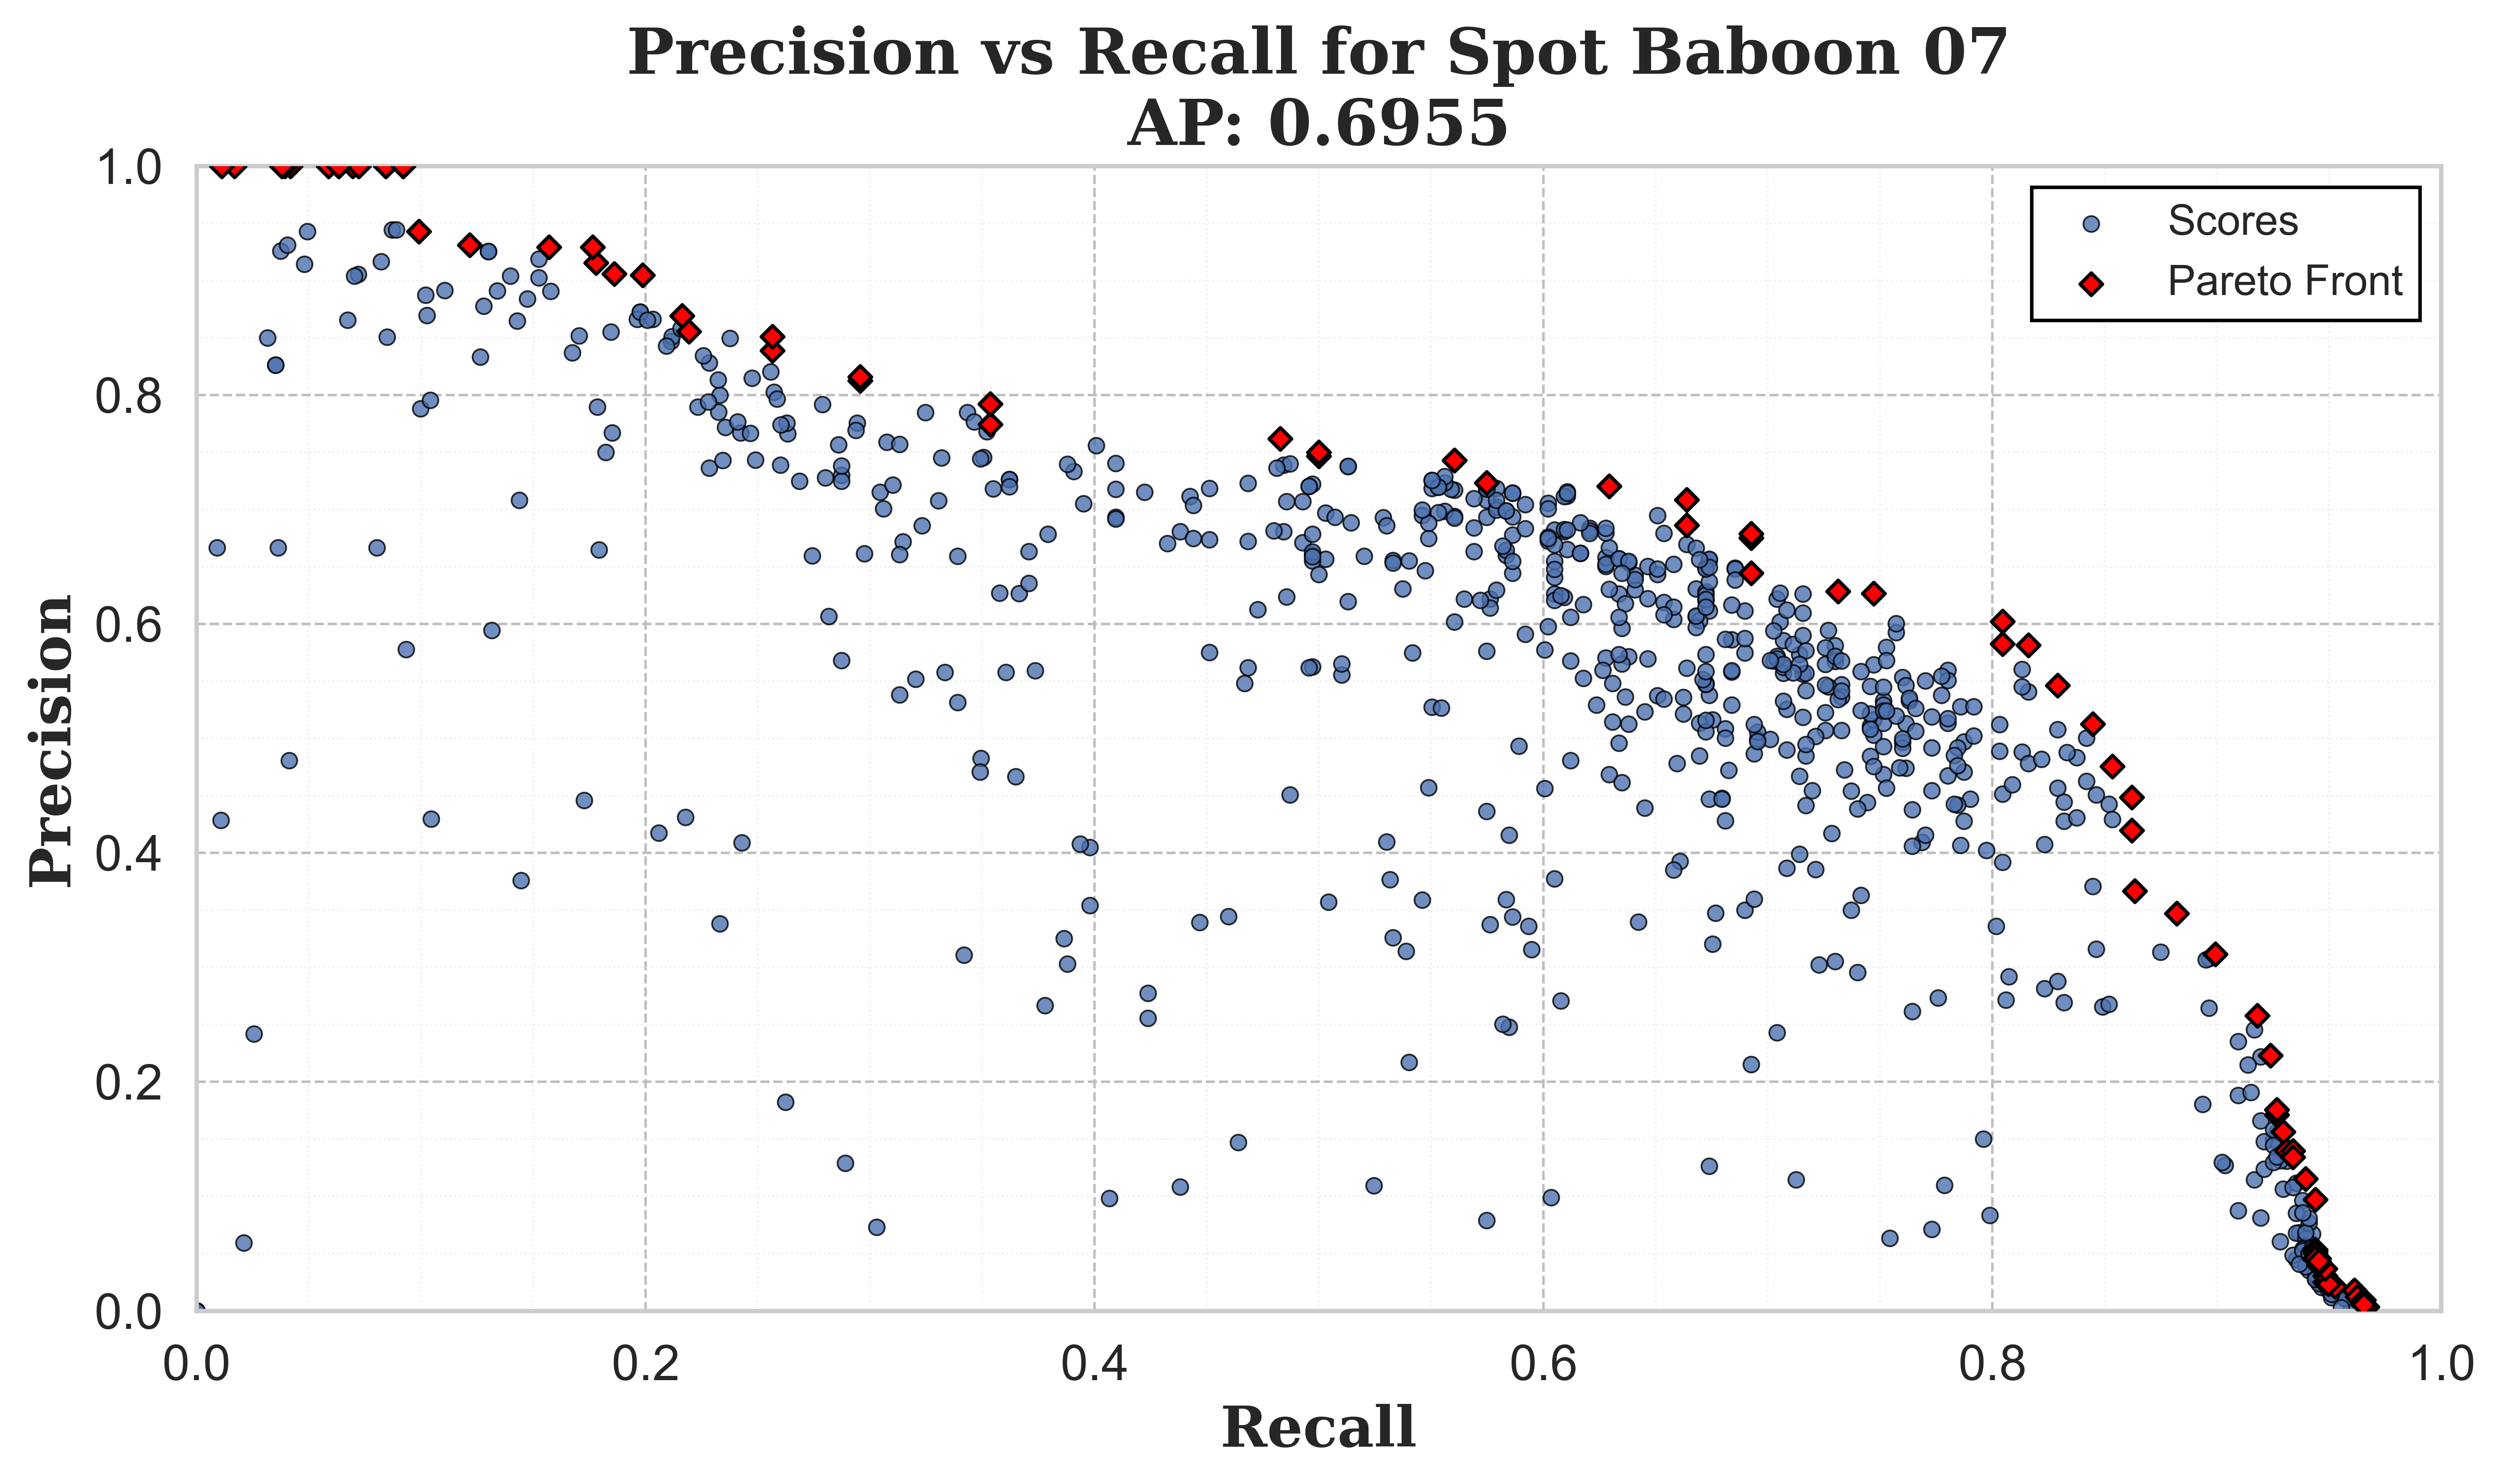 Precision vs Recall for Spot Baboon 07
AP: 0.6955
Scores
Pareto Front
Precision
1.0
0.8
0.6
0.4
0.2
0.0
0.0 0.2 0.4 0.6 0.8 1.0
Recall